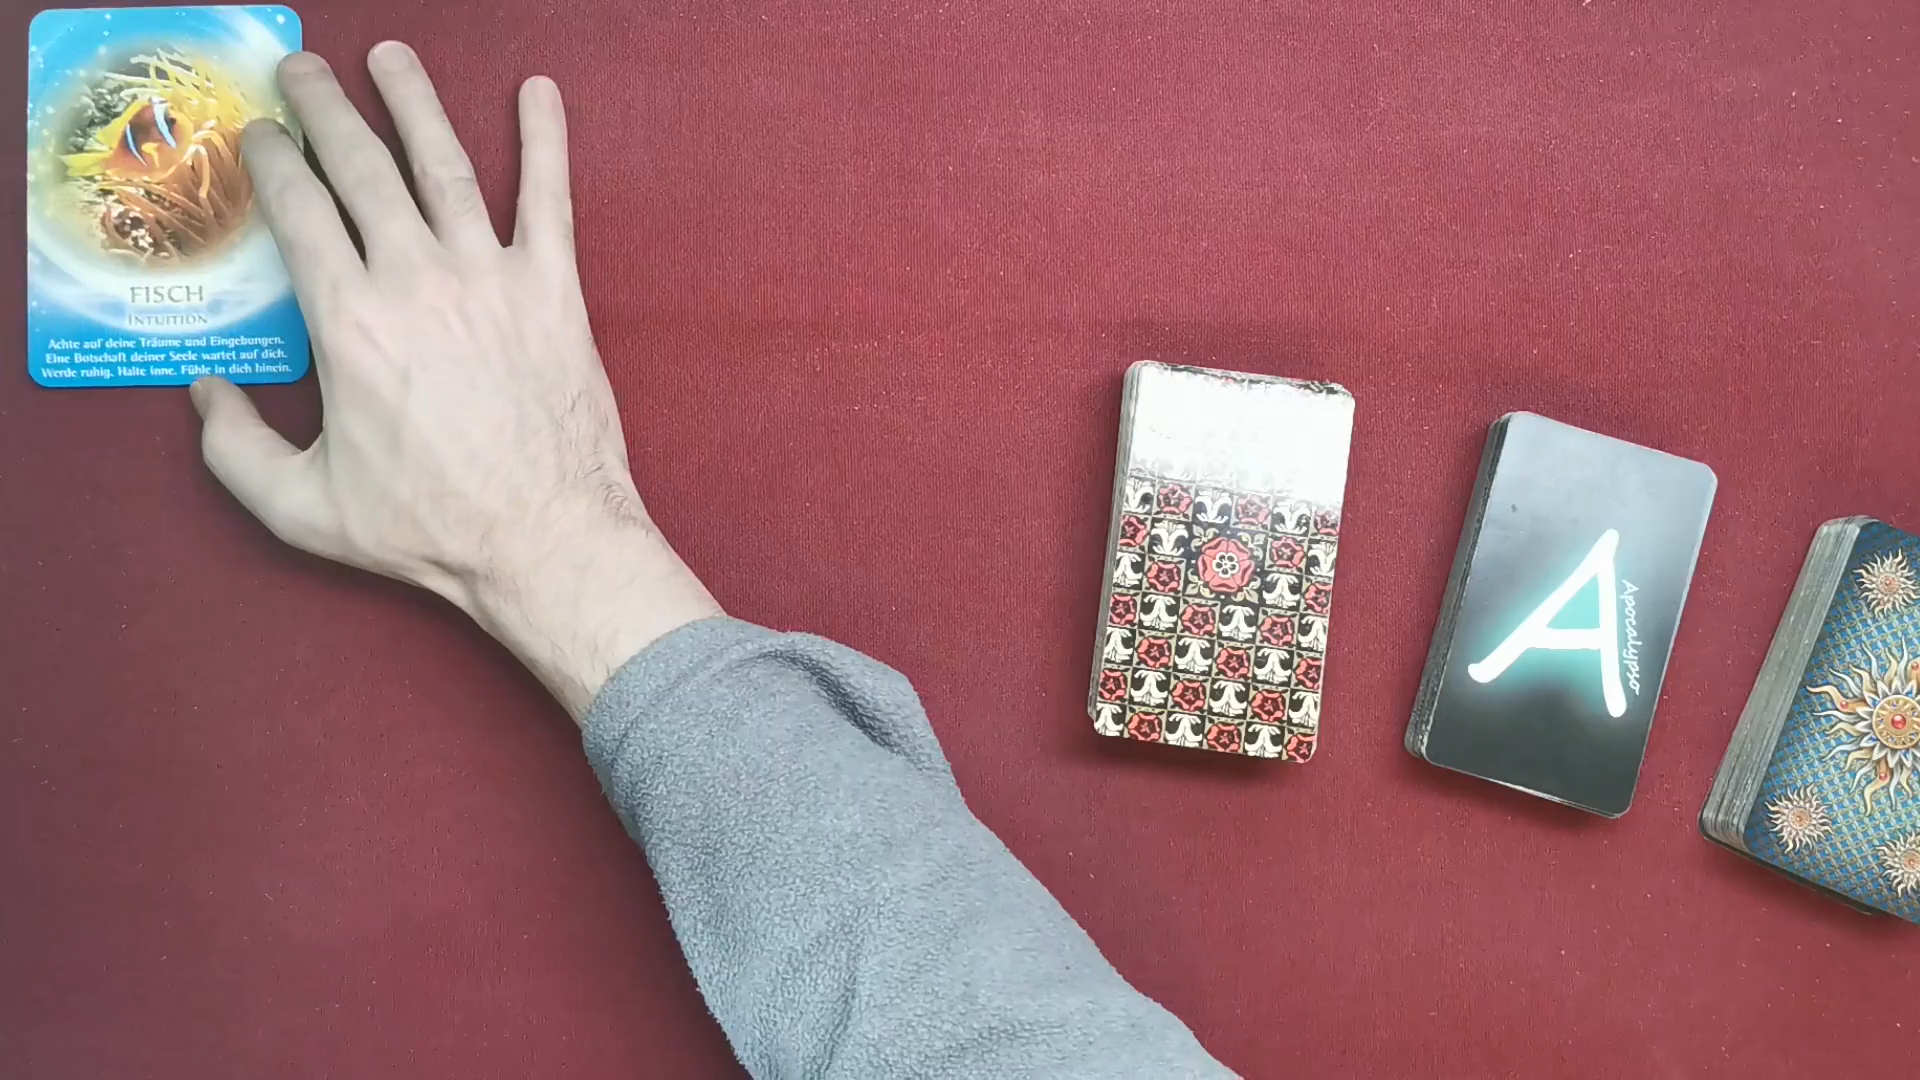 FISCH
INTUITION
Achte auf deine Träume und Eingebungen.
Eine Botschaft deiner Seele wartet auf dich.
Werde ruhig. Halte inne. Fühle in dich hinein.
A
Apocalypso